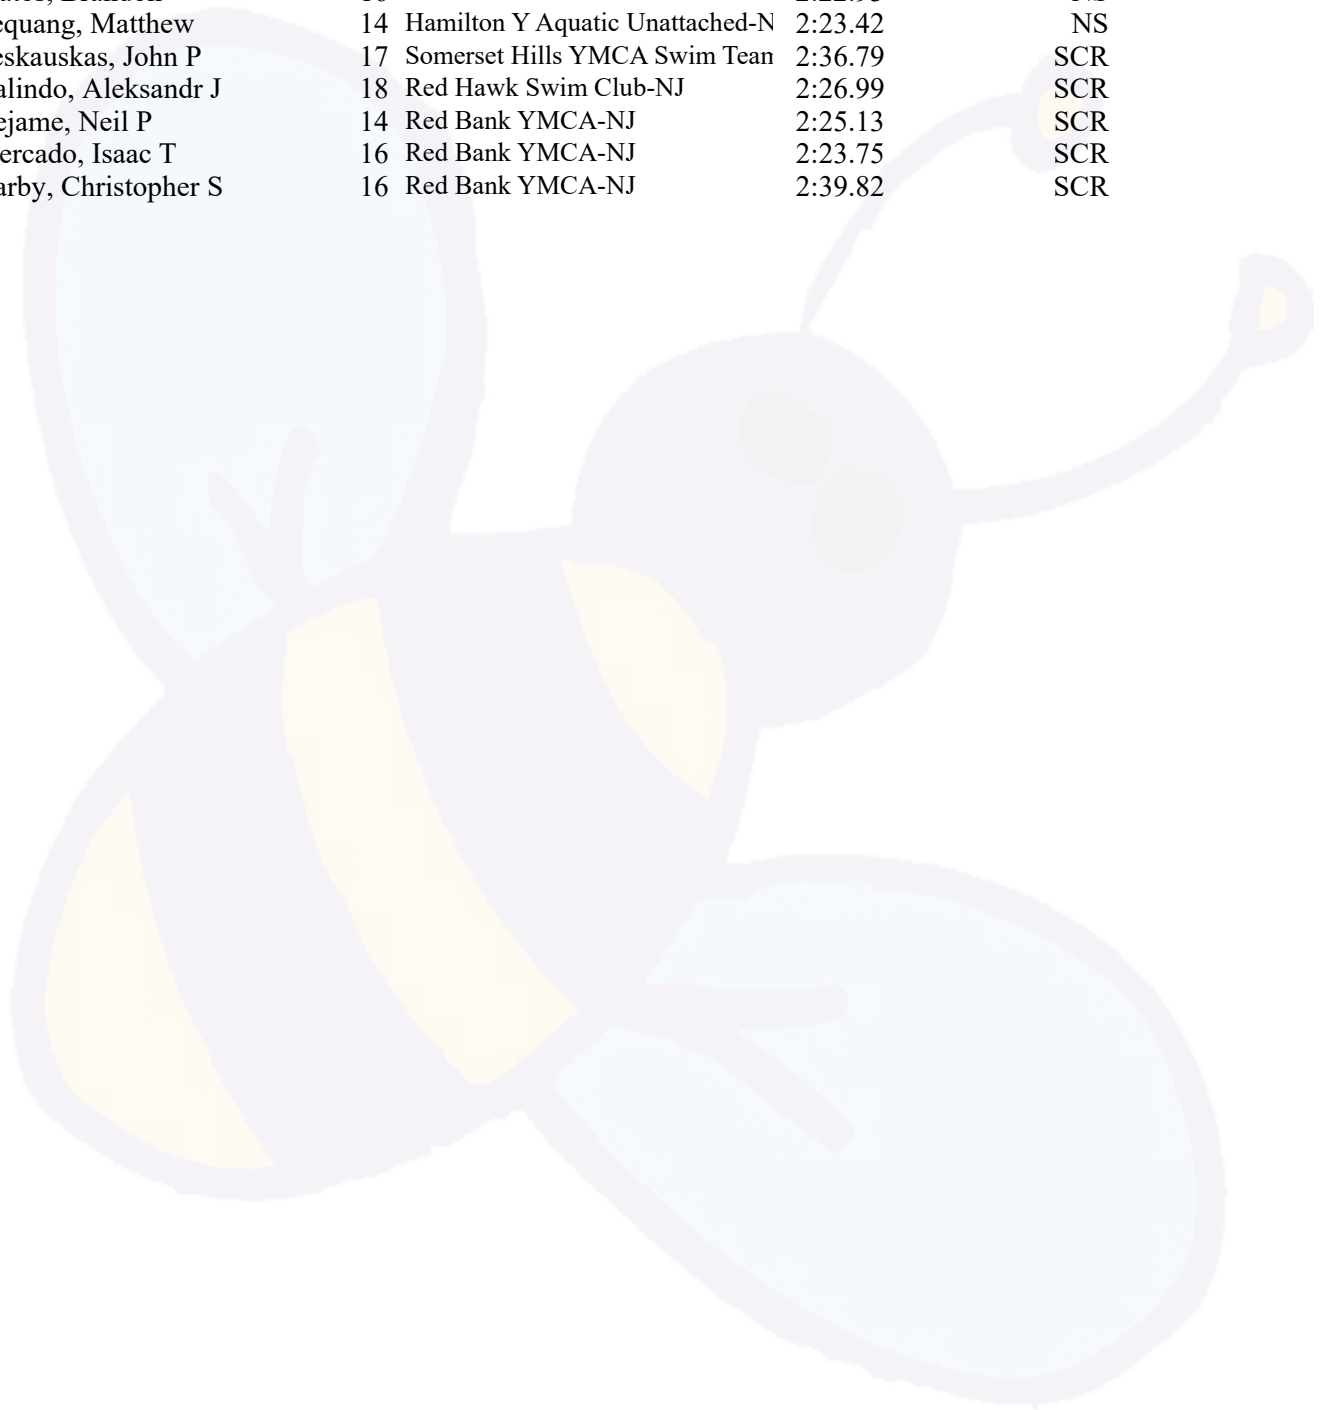 equang, Matthew 14 Hamilton Y Aquatic Unattached-N 2:23.42 NS
eskauskas, John P 17 Somerset Hills YMCA Swim Tean 2:36.79 SCR
alindo, Aleksandr J 18 Red Hawk Swim Club-NJ 2:26.99 SCR
ejame, Neil P 14 Red Bank YMCA-NJ 2:25.13 SCR
ercado, Isaac T 16 Red Bank YMCA-NJ 2:23.75 SCR
arby, Christopher S 16 Red Bank YMCA-NJ 2:39.82 SCR